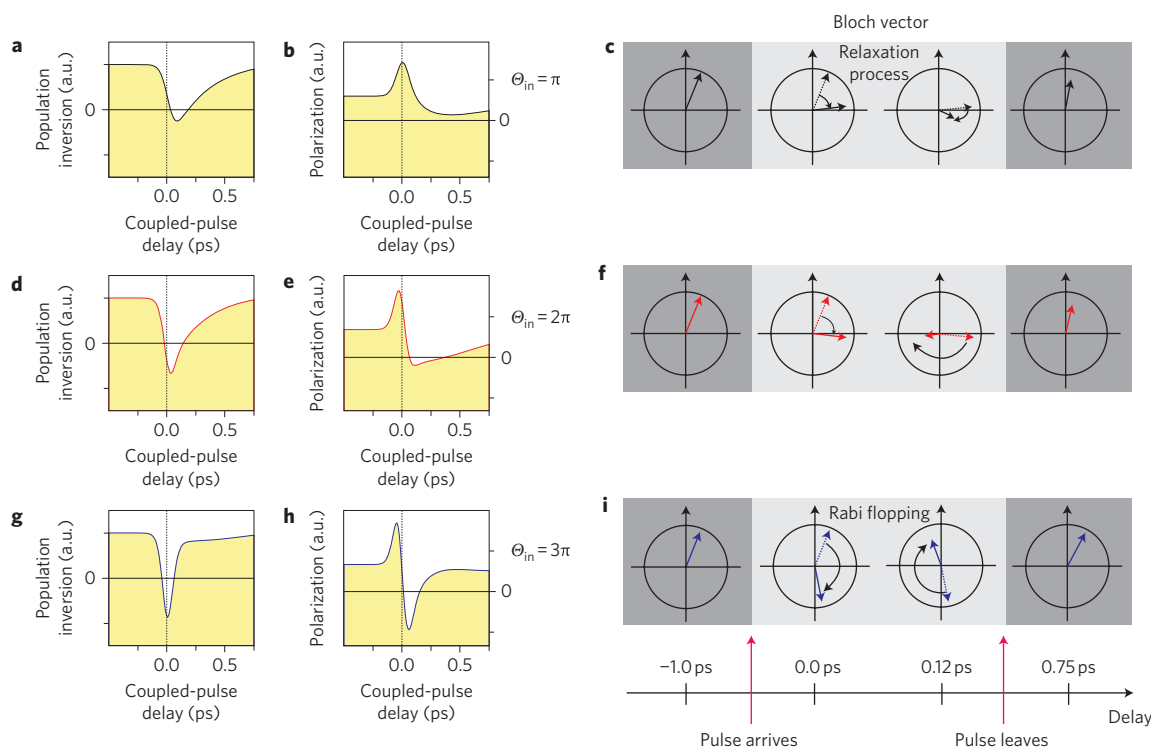 a
Population
inversion (a.u.)
0
0.0
0.5
Coupled-pulse
delay (ps)
b
Polarization (a.u.)
Θin = π
0
0.0
0.5
Coupled-pulse
delay (ps)
Bloch vector
c
Relaxation
process
d
Population
inversion (a.u.)
0
0.0
0.5
Coupled-pulse
delay (ps)
e
Polarization (a.u.)
Θin = 2π
0
0.0
0.5
Coupled-pulse
delay (ps)
f
g
Population
inversion (a.u.)
0
0.0
0.5
Coupled-pulse
delay (ps)
h
Polarization (a.u.)
Θin = 3π
0
0.0
0.5
Coupled-pulse
delay (ps)
i
Rabi flopping
−1.0 ps
0.0 ps
0.12 ps
0.75 ps
Delay
Pulse arrives
Pulse leaves